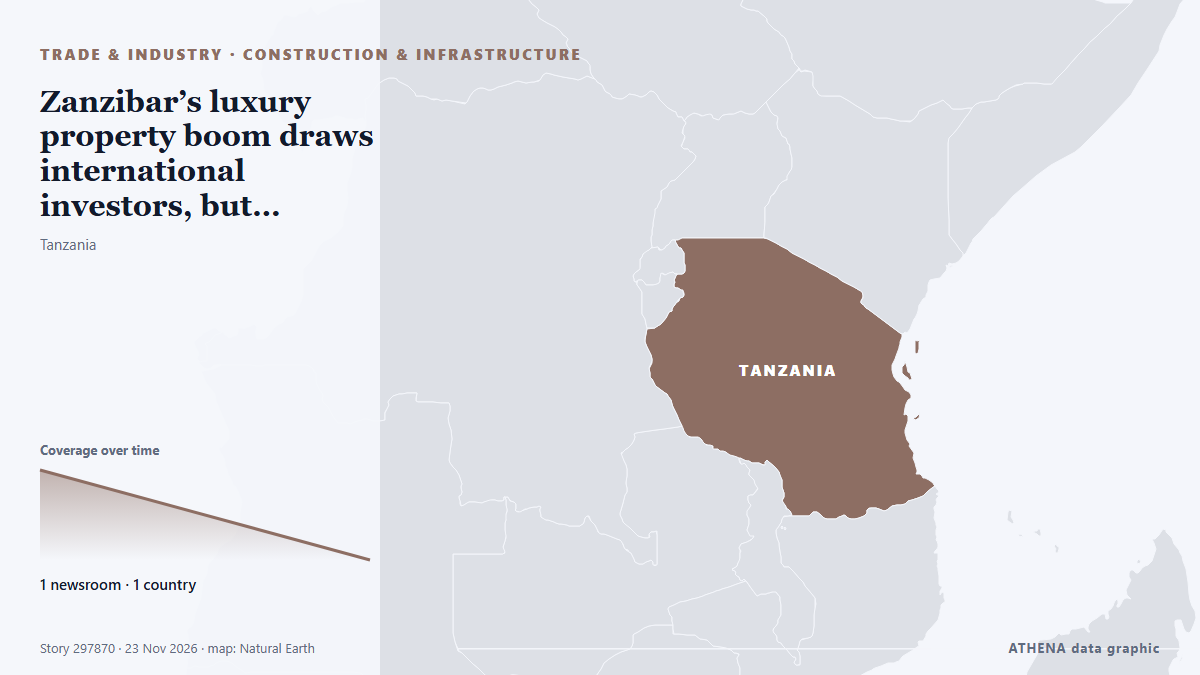 TRADE & INDUSTRY · CONSTRUCTION & INFRASTRUCTURE
Zanzibar’s luxury
property boom draws
international
investors, but…
Tanzania
TANZANIA
Coverage over time
1 newsroom · 1 country
Story 297870 · 23 Nov 2026 · map: Natural Earth
ATHENA data graphic